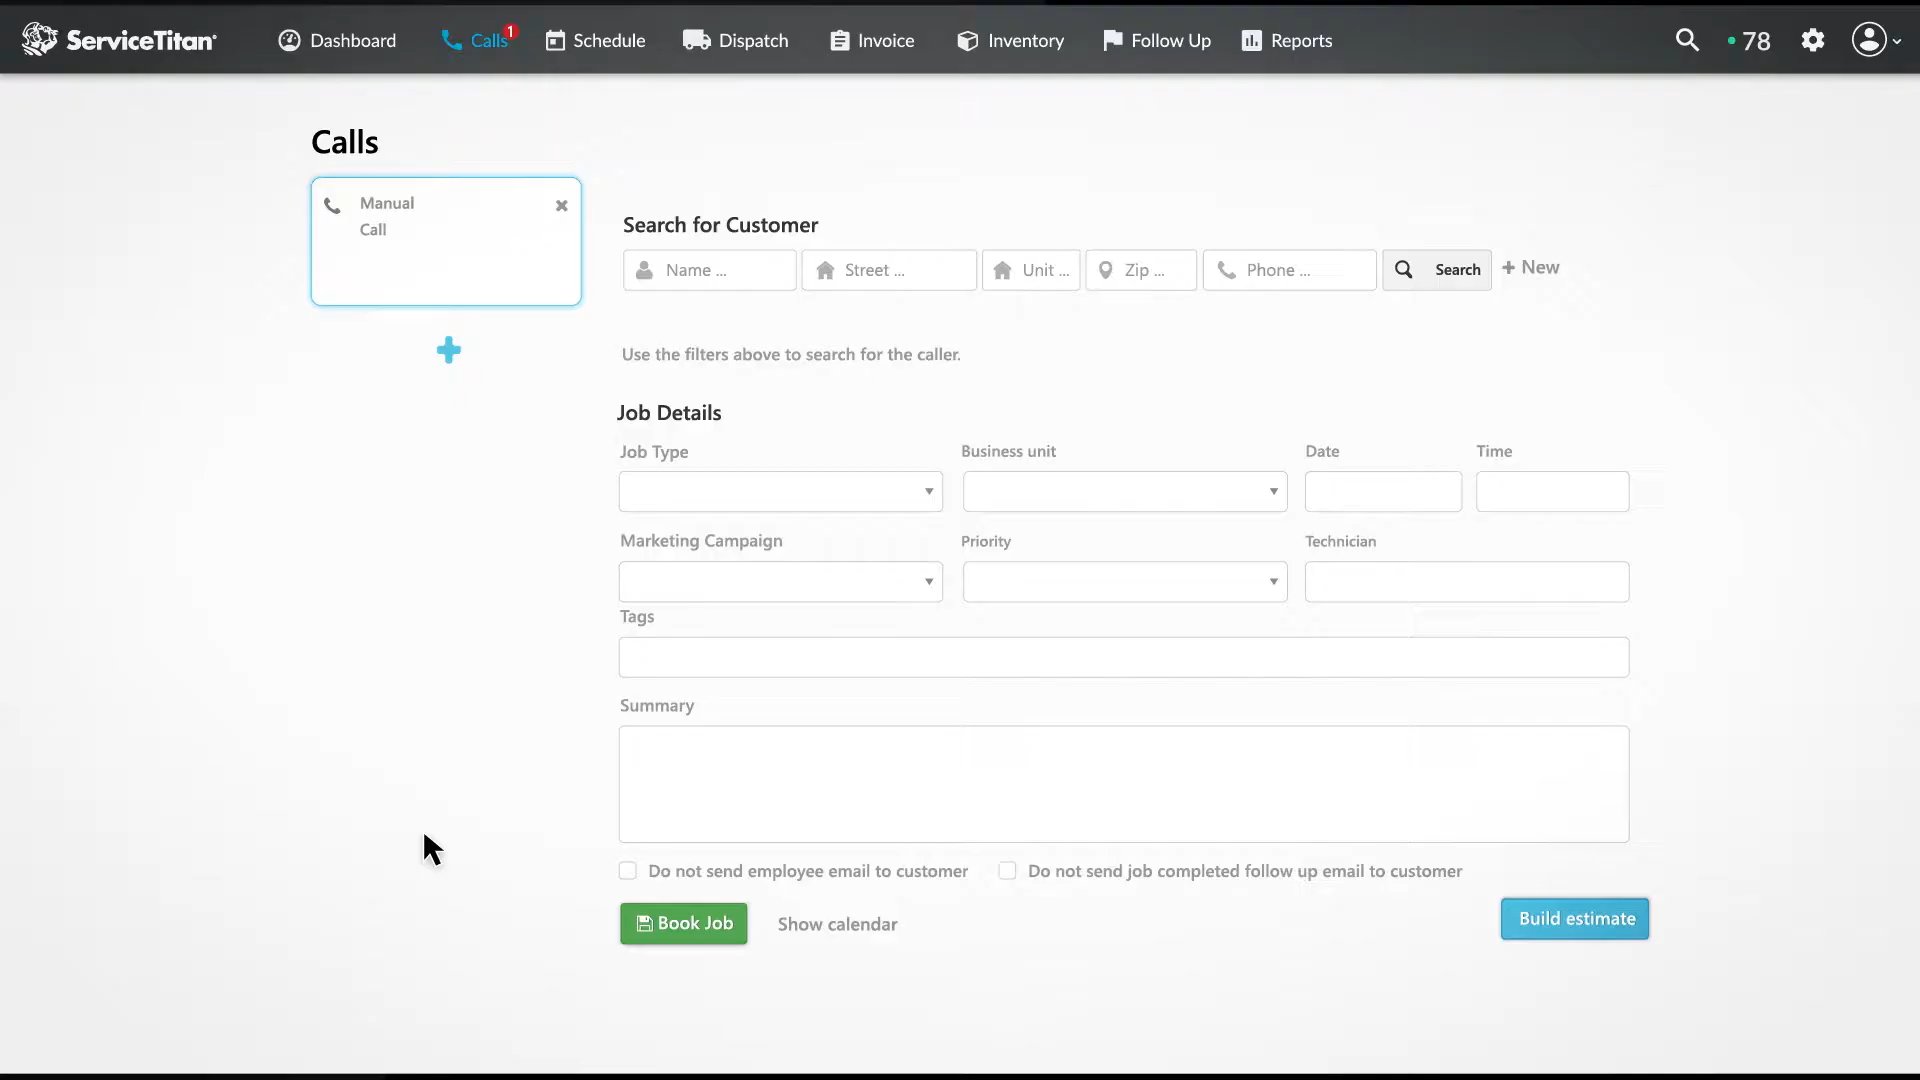 ServiceTitan
Dashboard
Calls 1
Schedule
Dispatch
Invoice
Inventory
Follow Up
Reports
78
Calls
Manual
Call
Search for Customer
Name ...
Street ...
Unit ...
Zip ...
Phone ...
Search
+ New
Use the filters above to search for the caller.
Job Details
Job Type
Business unit
Date
Time
Marketing Campaign
Priority
Technician
Tags
Summary
Do not send employee email to customer
Do not send job completed follow up email to customer
Book Job
Show calendar
Build estimate